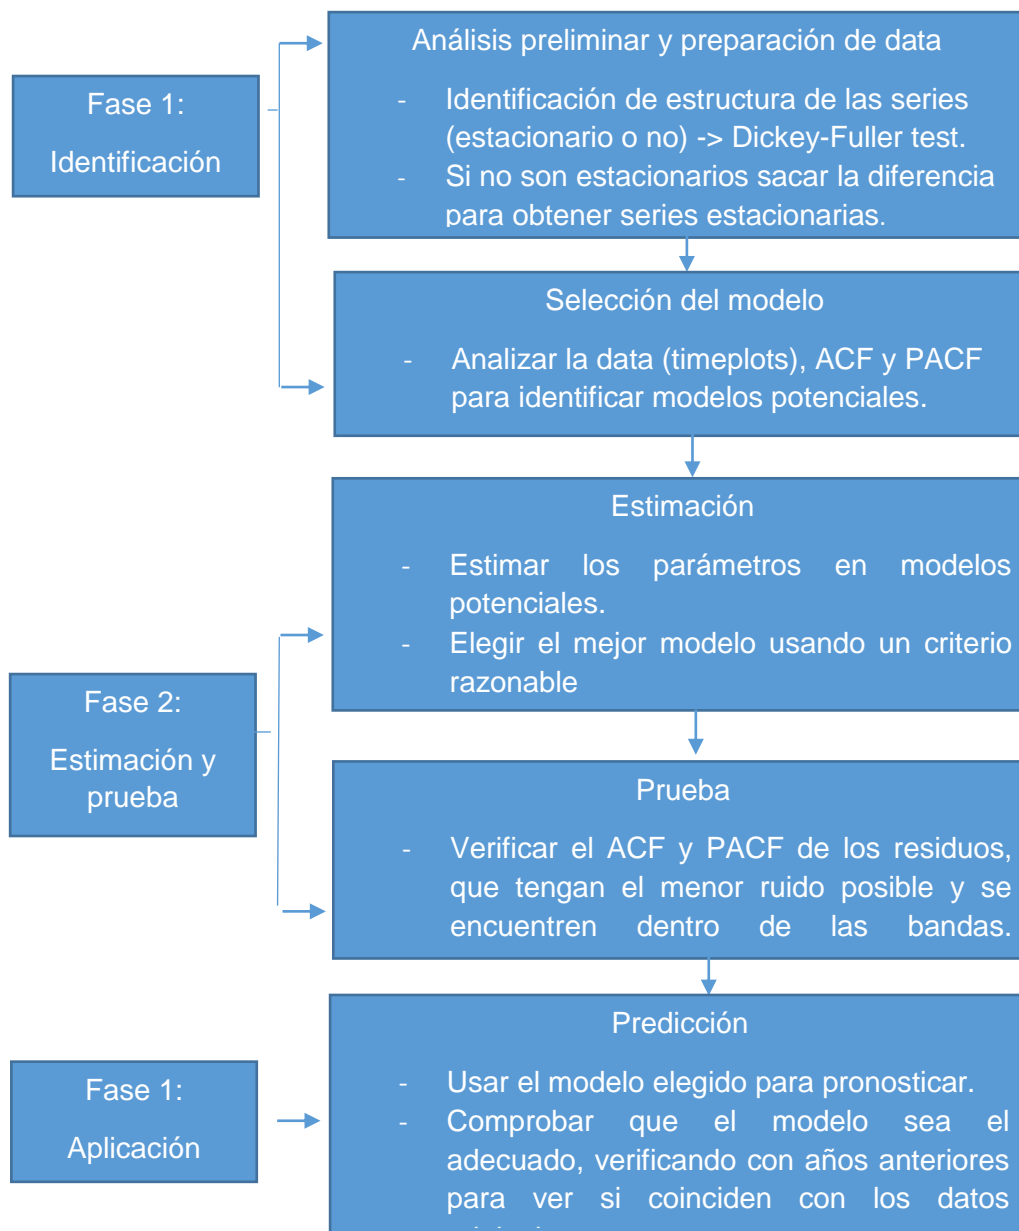 Fase 1:
Identificación
Análisis preliminar y preparación de data
- Identificación de estructura de las series
(estacionario o no) -> Dickey-Fuller test.
- Si no son estacionarios sacar la diferencia
para obtener series estacionarias.
Selección del modelo
- Analizar la data (timeplots), ACF y PACF
para identificar modelos potenciales.
Fase 2:
Estimación y
prueba
Estimación
- Estimar los parámetros en modelos
potenciales.
- Elegir el mejor modelo usando un criterio
razonable
Prueba
- Verificar el ACF y PACF de los residuos,
que tengan el menor ruido posible y se
encuentren dentro de las bandas.
Fase 1:
Aplicación
Predicción
- Usar el modelo elegido para pronosticar.
- Comprobar que el modelo sea el
adecuado, verificando con años anteriores
para ver si coinciden con los datos